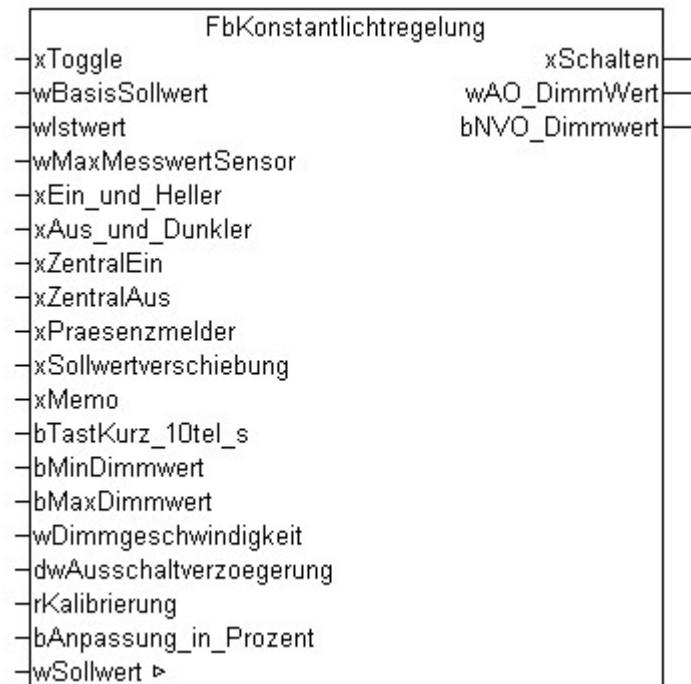 FbKonstantlichtregelung
xToggle xSchalten
wBasisSollwert wAO_DimmWert
wIstwert bNVO_Dimmwert
wMaxMesswertSensor
xEin_und_Heller
xAus_und_Dunkler
xZentralEin
xZentralAus
xPraesenzmelder
xSollwertverschiebung
xMemo
bTastKurz_10tel_s
bMinDimmwert
bMaxDimmwert
wDimmgeschwindigkeit
dwAusschaltverzoegerung
rKalibrierung
bAnpassung_in_Prozent
wSollwert ▹